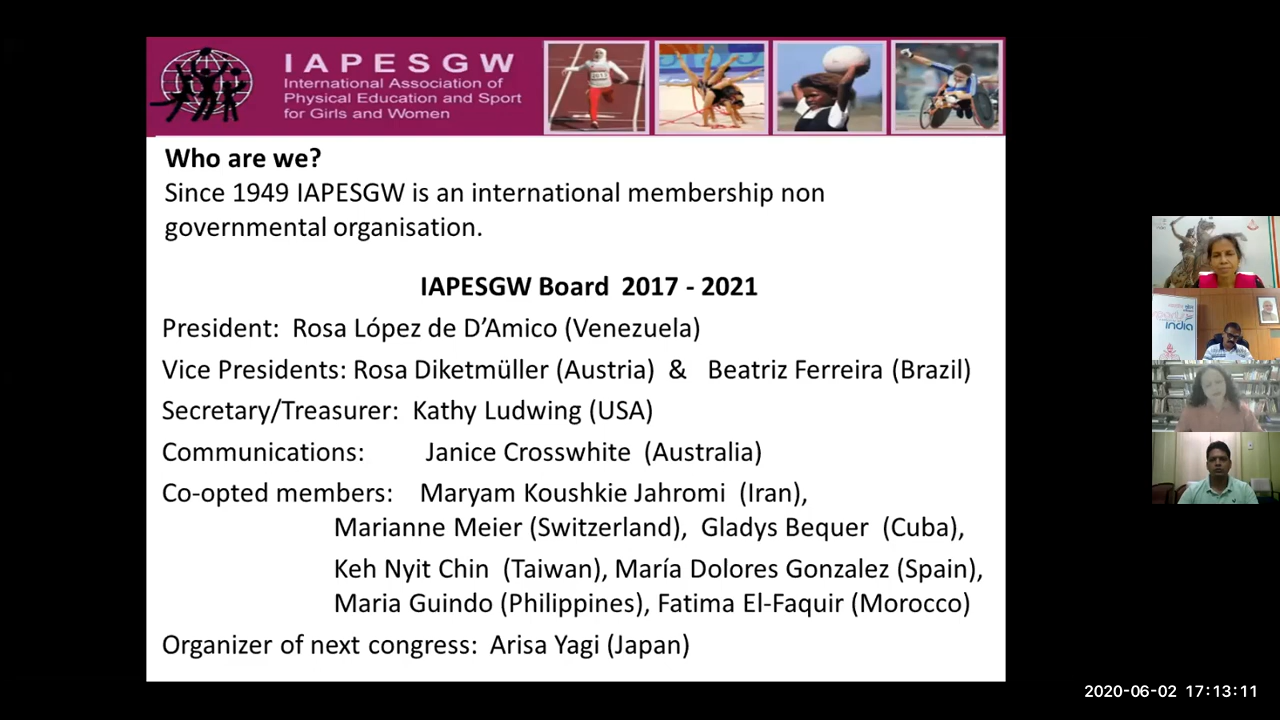 IAPESGW
International Association of
Physical Education and Sport
for Girls and Women
Who are we?
Since 1949 IAPESGW is an international membership non
governmental organisation.
IAPESGW Board 2017 - 2021
President: Rosa López de D’Amico (Venezuela)
Vice Presidents: Rosa Diketmüller (Austria) & Beatriz Ferreira (Brazil)
Secretary/Treasurer: Kathy Ludwing (USA)
Communications: Janice Crosswhite (Australia)
Co-opted members: Maryam Koushkie Jahromi (Iran),
Marianne Meier (Switzerland), Gladys Bequer (Cuba),
Keh Nyit Chin (Taiwan), María Dolores Gonzalez (Spain),
Maria Guindo (Philippines), Fatima El-Faquir (Morocco)
Organizer of next congress: Arisa Yagi (Japan)
india
2020-06-02 17:13:11